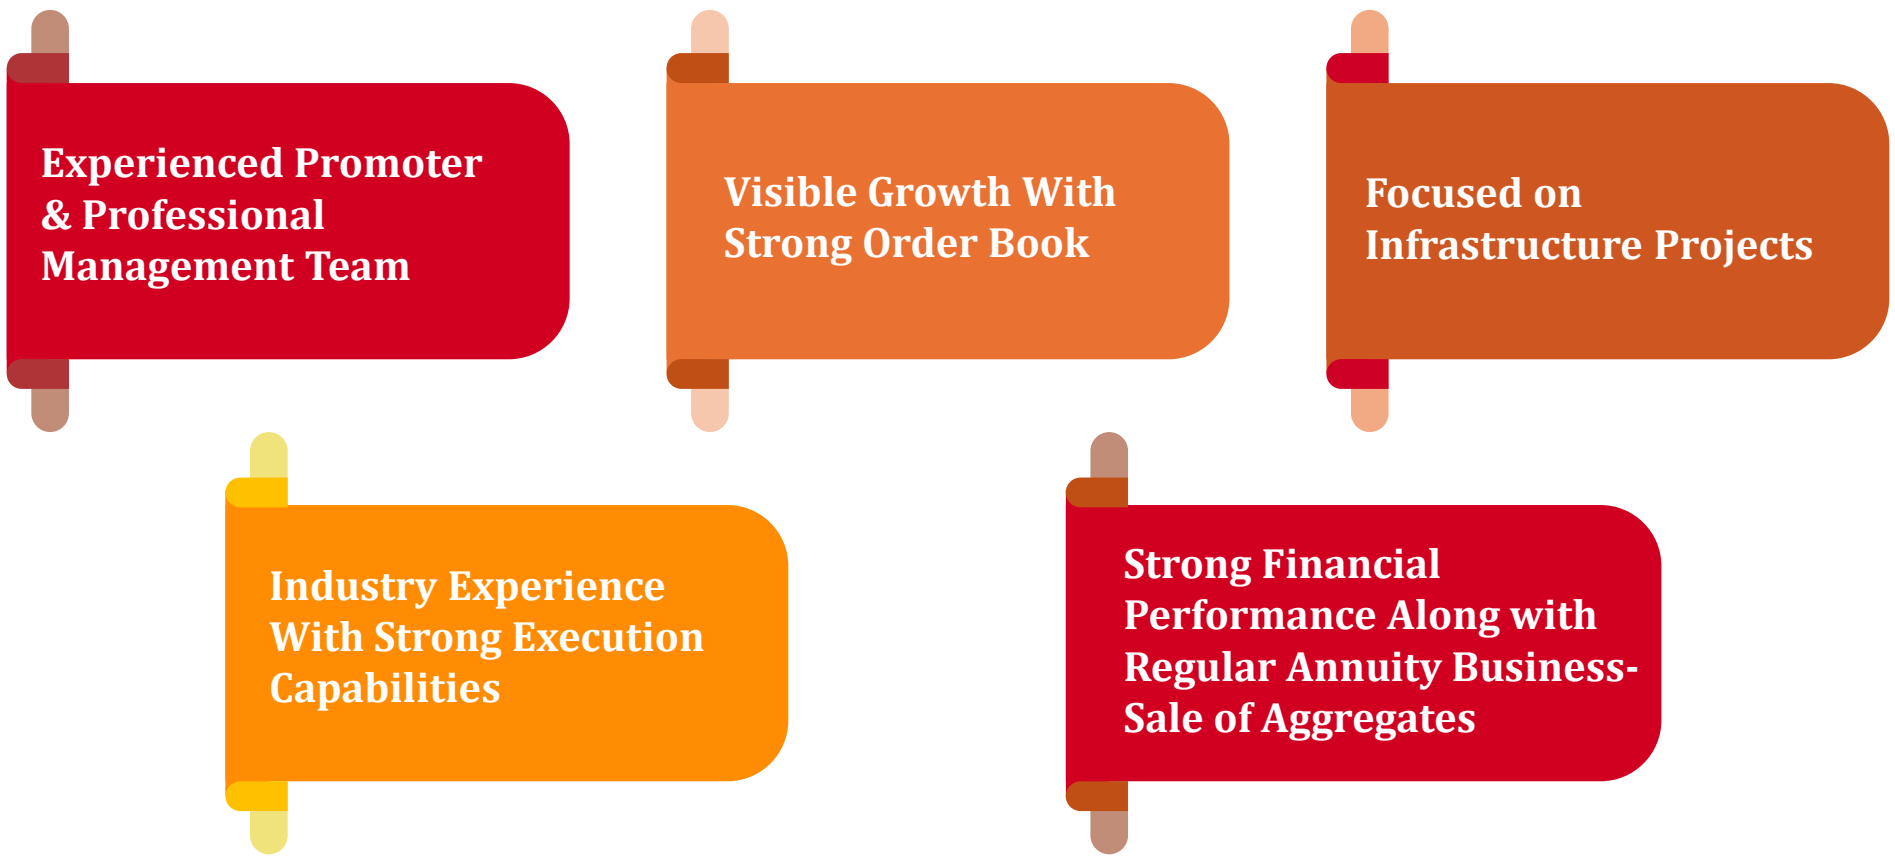 Experienced Promoter
& Professional
Management Team
Visible Growth With
Strong Order Book
Focused on
Infrastructure Projects
Industry Experience
With Strong Execution
Capabilities
Strong Financial
Performance Along with
Regular Annuity Business-
Sale of Aggregates